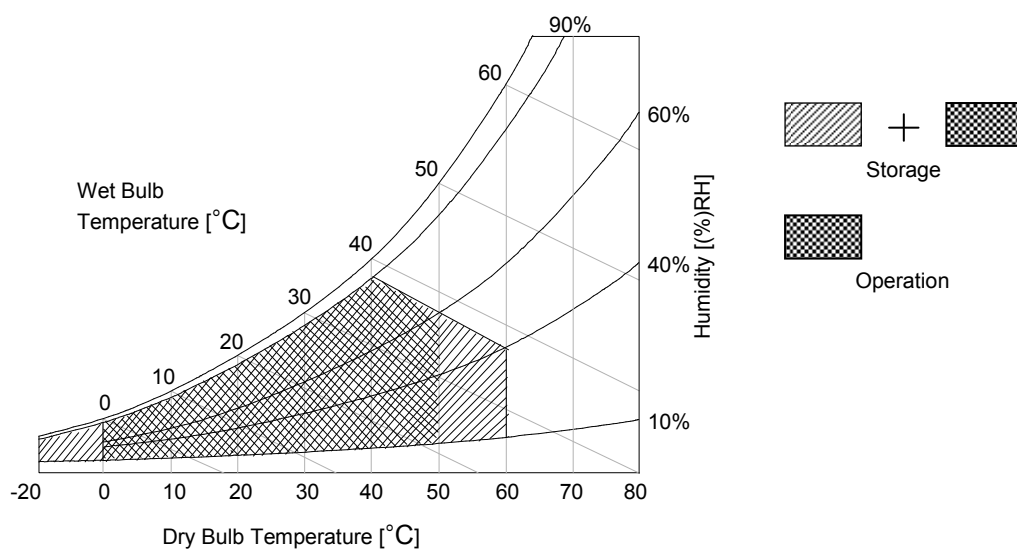 90%
60
60%
50
Wet Bulb
Temperature [°C]
Storage
40
40%
Humidity [(%)RH]
Operation
30
20
10
0
10%
-20 0 10 20 30 40 50 60 70 80
Dry Bulb Temperature [°C]